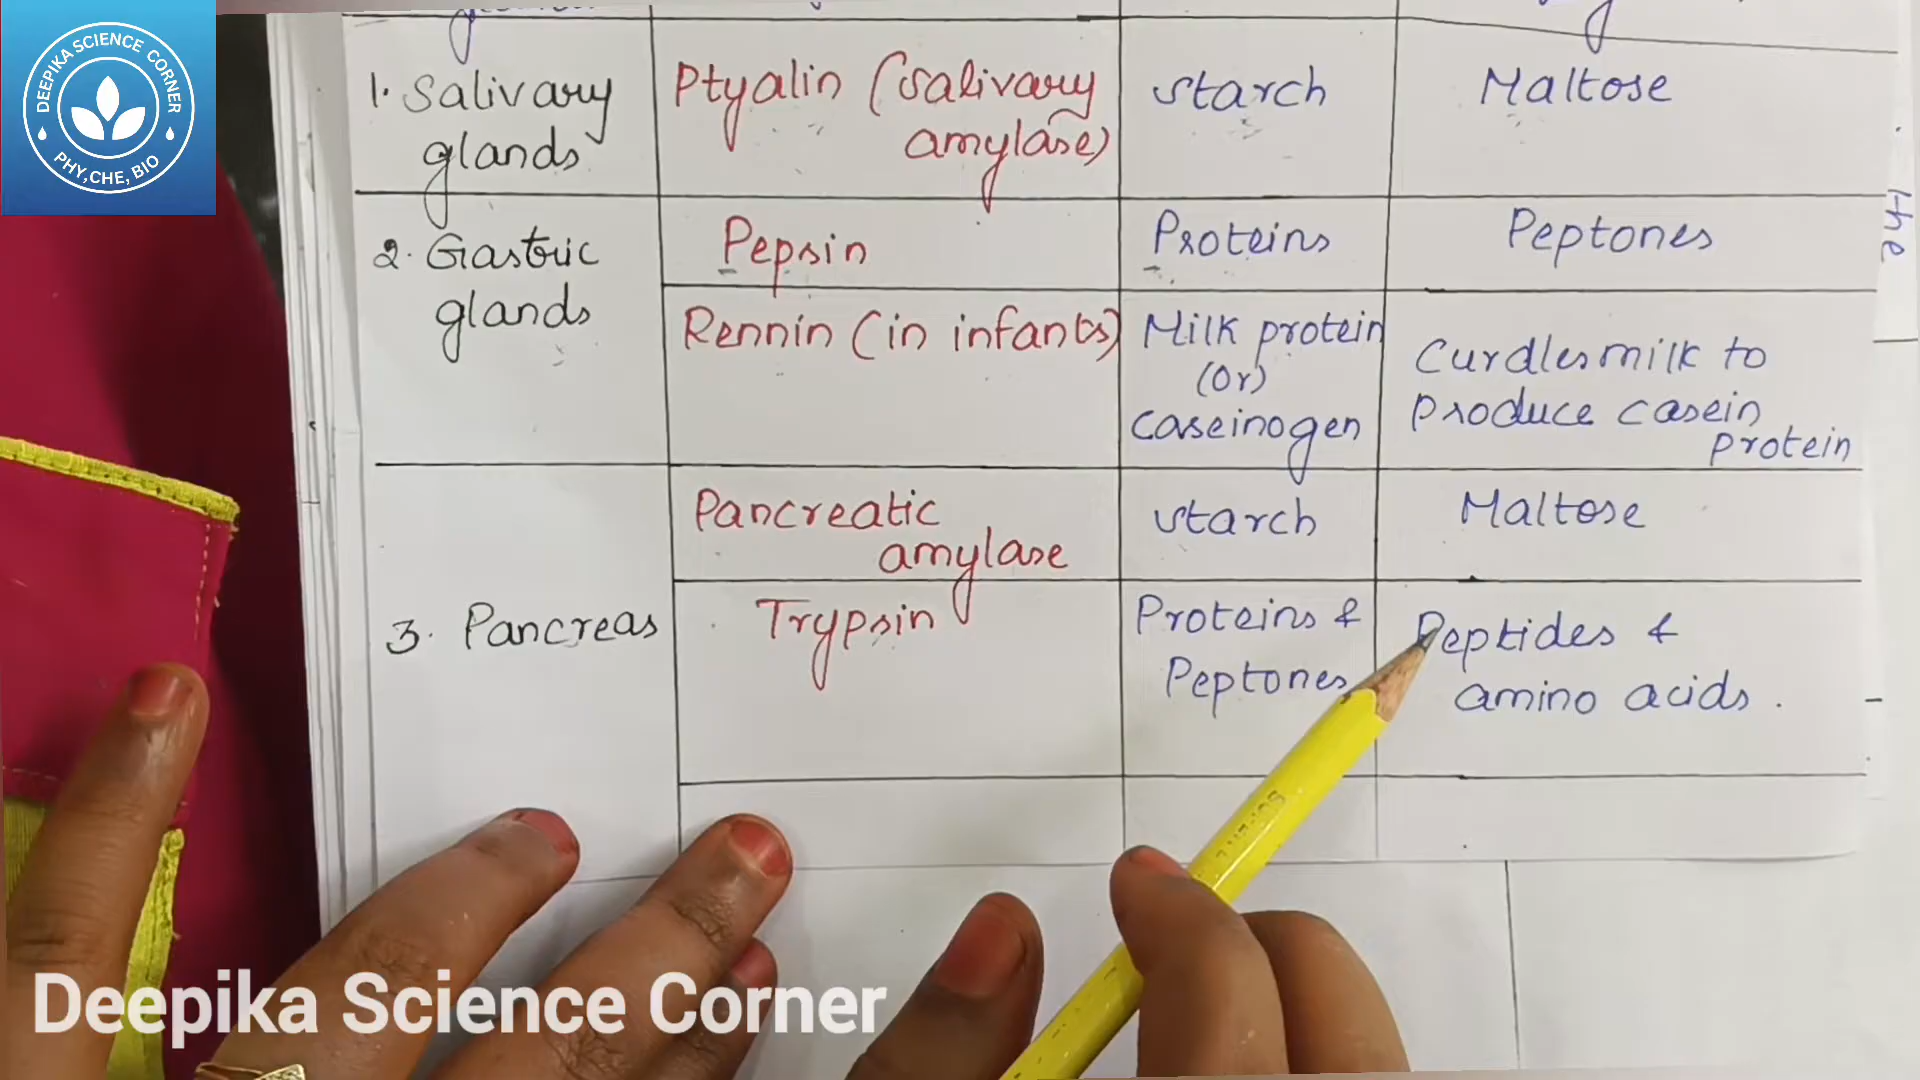 DEEPIKA SCIENCE CORNER
PHY,CHE, BIO
1. Salivary glands
Ptyalin (salivary amylase)
starch
Maltose
2. Gastric glands
Pepsin
Proteins
Peptones
Rennin (in infants)
Milk protein
(Or)
caseinogen
Curdles milk to
produce casein
protein
3. Pancreas
Pancreatic
amylase
starch
Maltose
Trypsin
Proteins &
Peptones
Peptides &
amino acids.
the
Deepika Science Corner